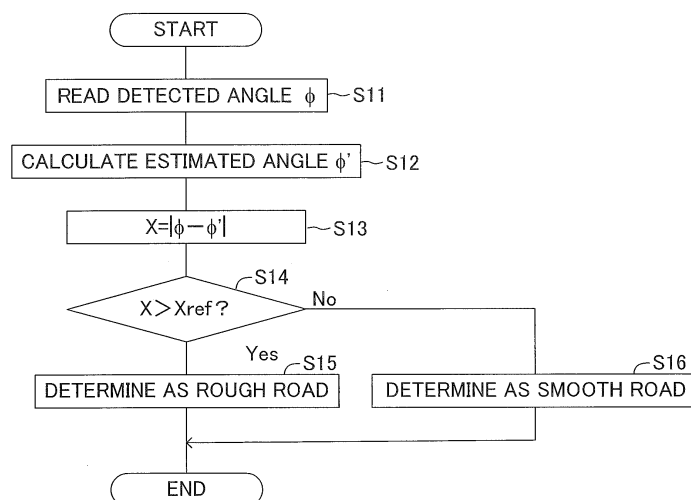 START
READ DETECTED ANGLE ϕ
S11
CALCULATE ESTIMATED ANGLE ϕ'
S12
X=|ϕ−ϕ'|
S13
S14
X>Xref?
No
Yes
S15
S16
DETERMINE AS ROUGH ROAD
DETERMINE AS SMOOTH ROAD
END